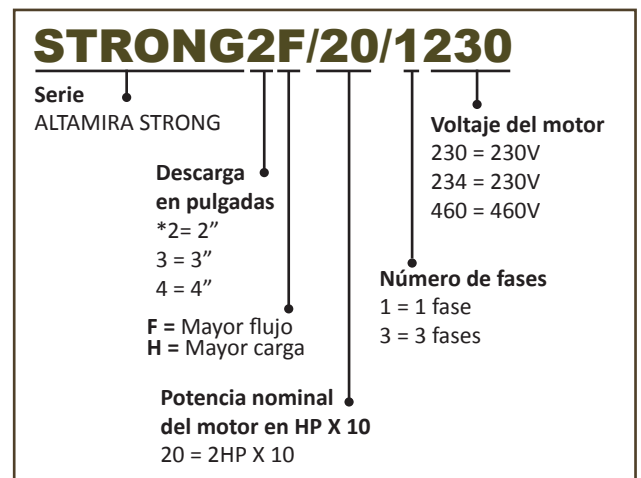 STRONG2F/20/1230
Serie
ALTAMIRA STRONG
Voltaje del motor
230 = 230V
234 = 230V
460 = 460V
Descarga
en pulgadas
*2= 2”
3 = 3”
4 = 4”
Número de fases
1 = 1 fase
3 = 3 fases
F = Mayor flujo
H = Mayor carga
Potencia nominal
del motor en HP X 10
20 = 2HP X 10